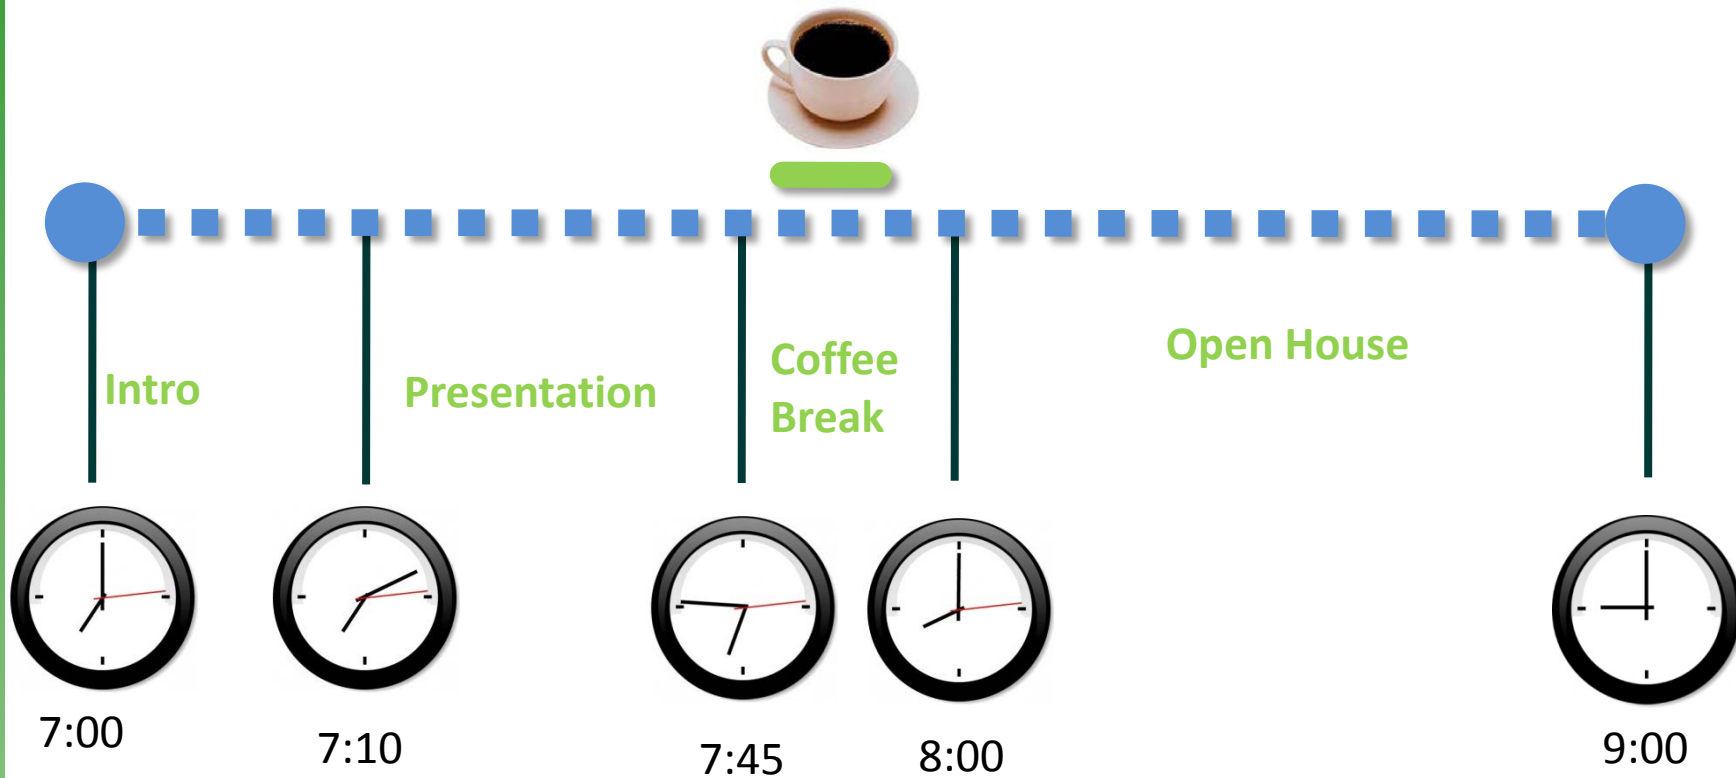 Intro
Presentation
Coffee
Break
Open House
7:00
7:10
7:45
8:00
9:00